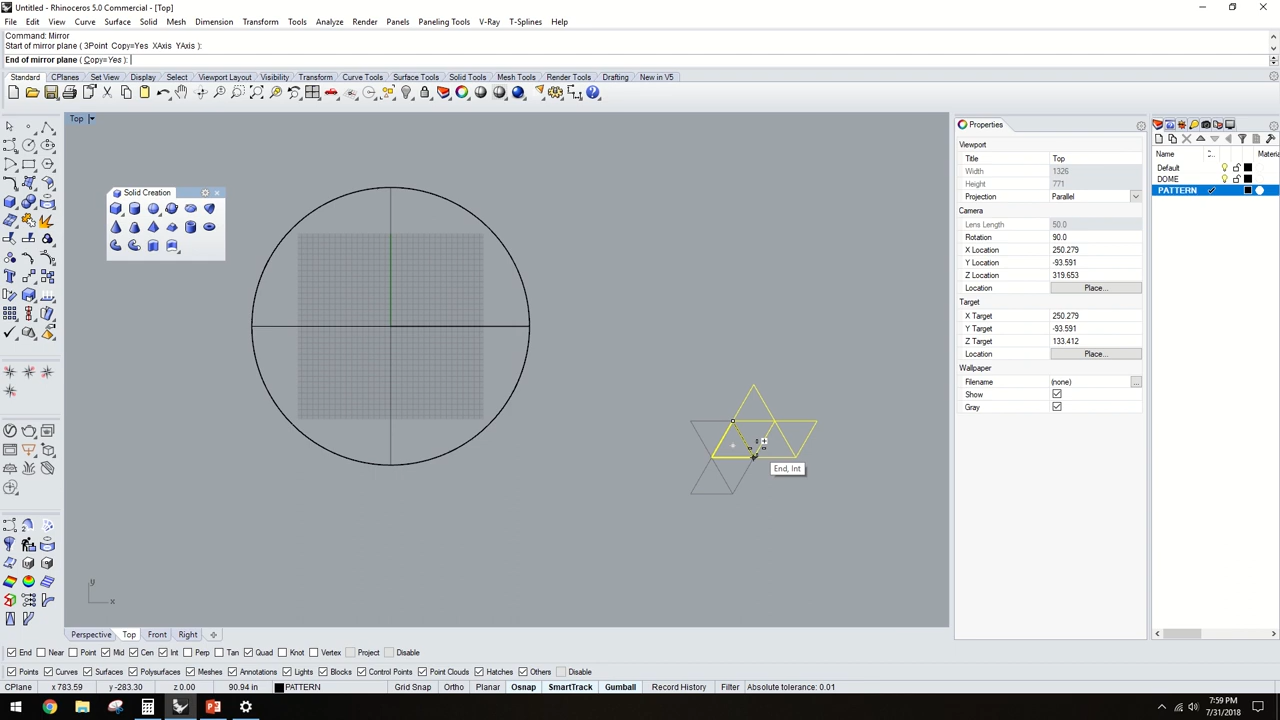 Untitled - Rhinoceros 5.0 Commercial - [Top]
File Edit View Curve Surface Solid Mesh Dimension Transform Tools Analyze Render Panels Paneling Tools V-Ray T-Splines Help
Command: Mirror
Start of mirror plane ( 3Point Copy=Yes XAxis YAxis ):
End of mirror plane ( Copy=Yes ):
Standard CPlanes Set View Display Select Viewport Layout Visibility Transform Curve Tools Surface Tools Solid Tools Mesh Tools Render Tools Drafting New in V5
Top
Solid Creation
End, Int
y
x
Properties
Viewport
Title Top
Width 1326
Height 771
Projection Parallel
Camera
Lens Length 50.0
Rotation 90.0
X Location 250.279
Y Location -93.591
Z Location 319.653
Location Place...
Target
X Target 250.279
Y Target -93.591
Z Target 133.412
Location Place...
Wallpaper
Filename (none) ...
Show
Gray
Name Materia
Default
DOME
PATTERN
Perspective Top Front Right
End Near Point Mid Cen Int Perp Tan Quad Knot Vertex Project Disable
Points Curves Surfaces Polysurfaces Meshes Annotations Lights Blocks Control Points Point Clouds Hatches Others Disable
CPlane x 783.59 y -283.30 z 0.00 90.94 in PATTERN Grid Snap Ortho Planar Osnap SmartTrack Gumball Record History Filter Absolute tolerance: 0.01
7:59 PM
7/31/2018